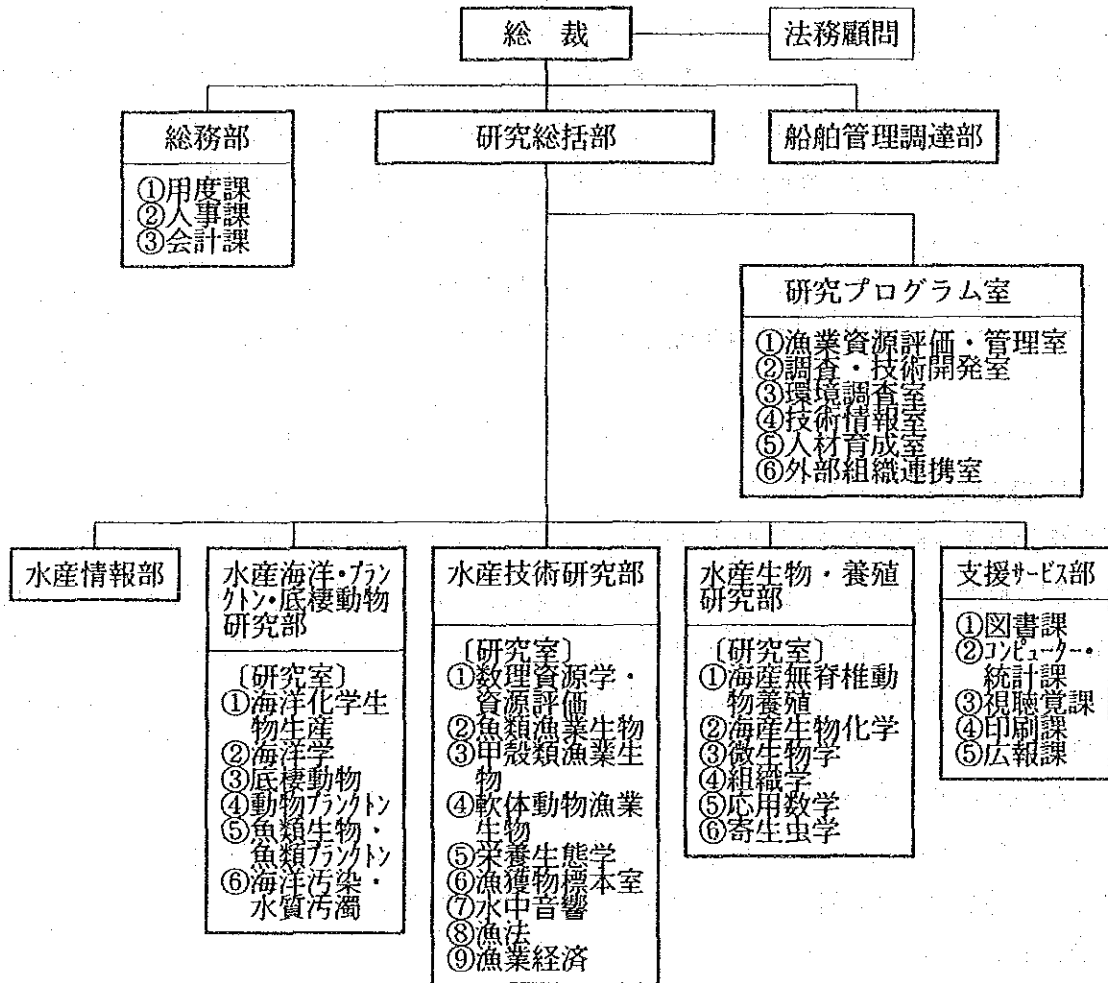 総 裁
法務顧問
総務部
①用度課
②人事課
③会計課
研究総括部
船舶管理調達部
研究プログラム室
①漁業資源評価・管理室
②調査・技術開発室
③環境調査室
④技術情報室
⑤人材育成室
⑥外部組織連携室
水産情報部
水産海洋・プラン
クトン・底棲動物
研究部
〔研究室〕
①海洋化学生
物生産
②海洋学
③底棲動物
④動物プランクトン
⑤魚類生物・
魚類プランクトン
⑥海洋汚染・
水質汚濁
水産技術研究部
〔研究室〕
①数理資源学・
資源評価
②魚類漁業生物
③甲殻類漁業生
物
④軟体動物漁業
生物
⑤栄養生態学
⑥漁獲物標本室
⑦水中音響
⑧漁法
⑨漁業経済
水産生物・養殖
研究部
〔研究室〕
①海産無脊椎動
物養殖
②海産生物化学
③微生物学
④組織学
⑤応用数学
⑥寄生虫学
支援サービス部
①図書課
②コンピューター・
統計課
③視聴覚課
④印刷課
⑤広報課